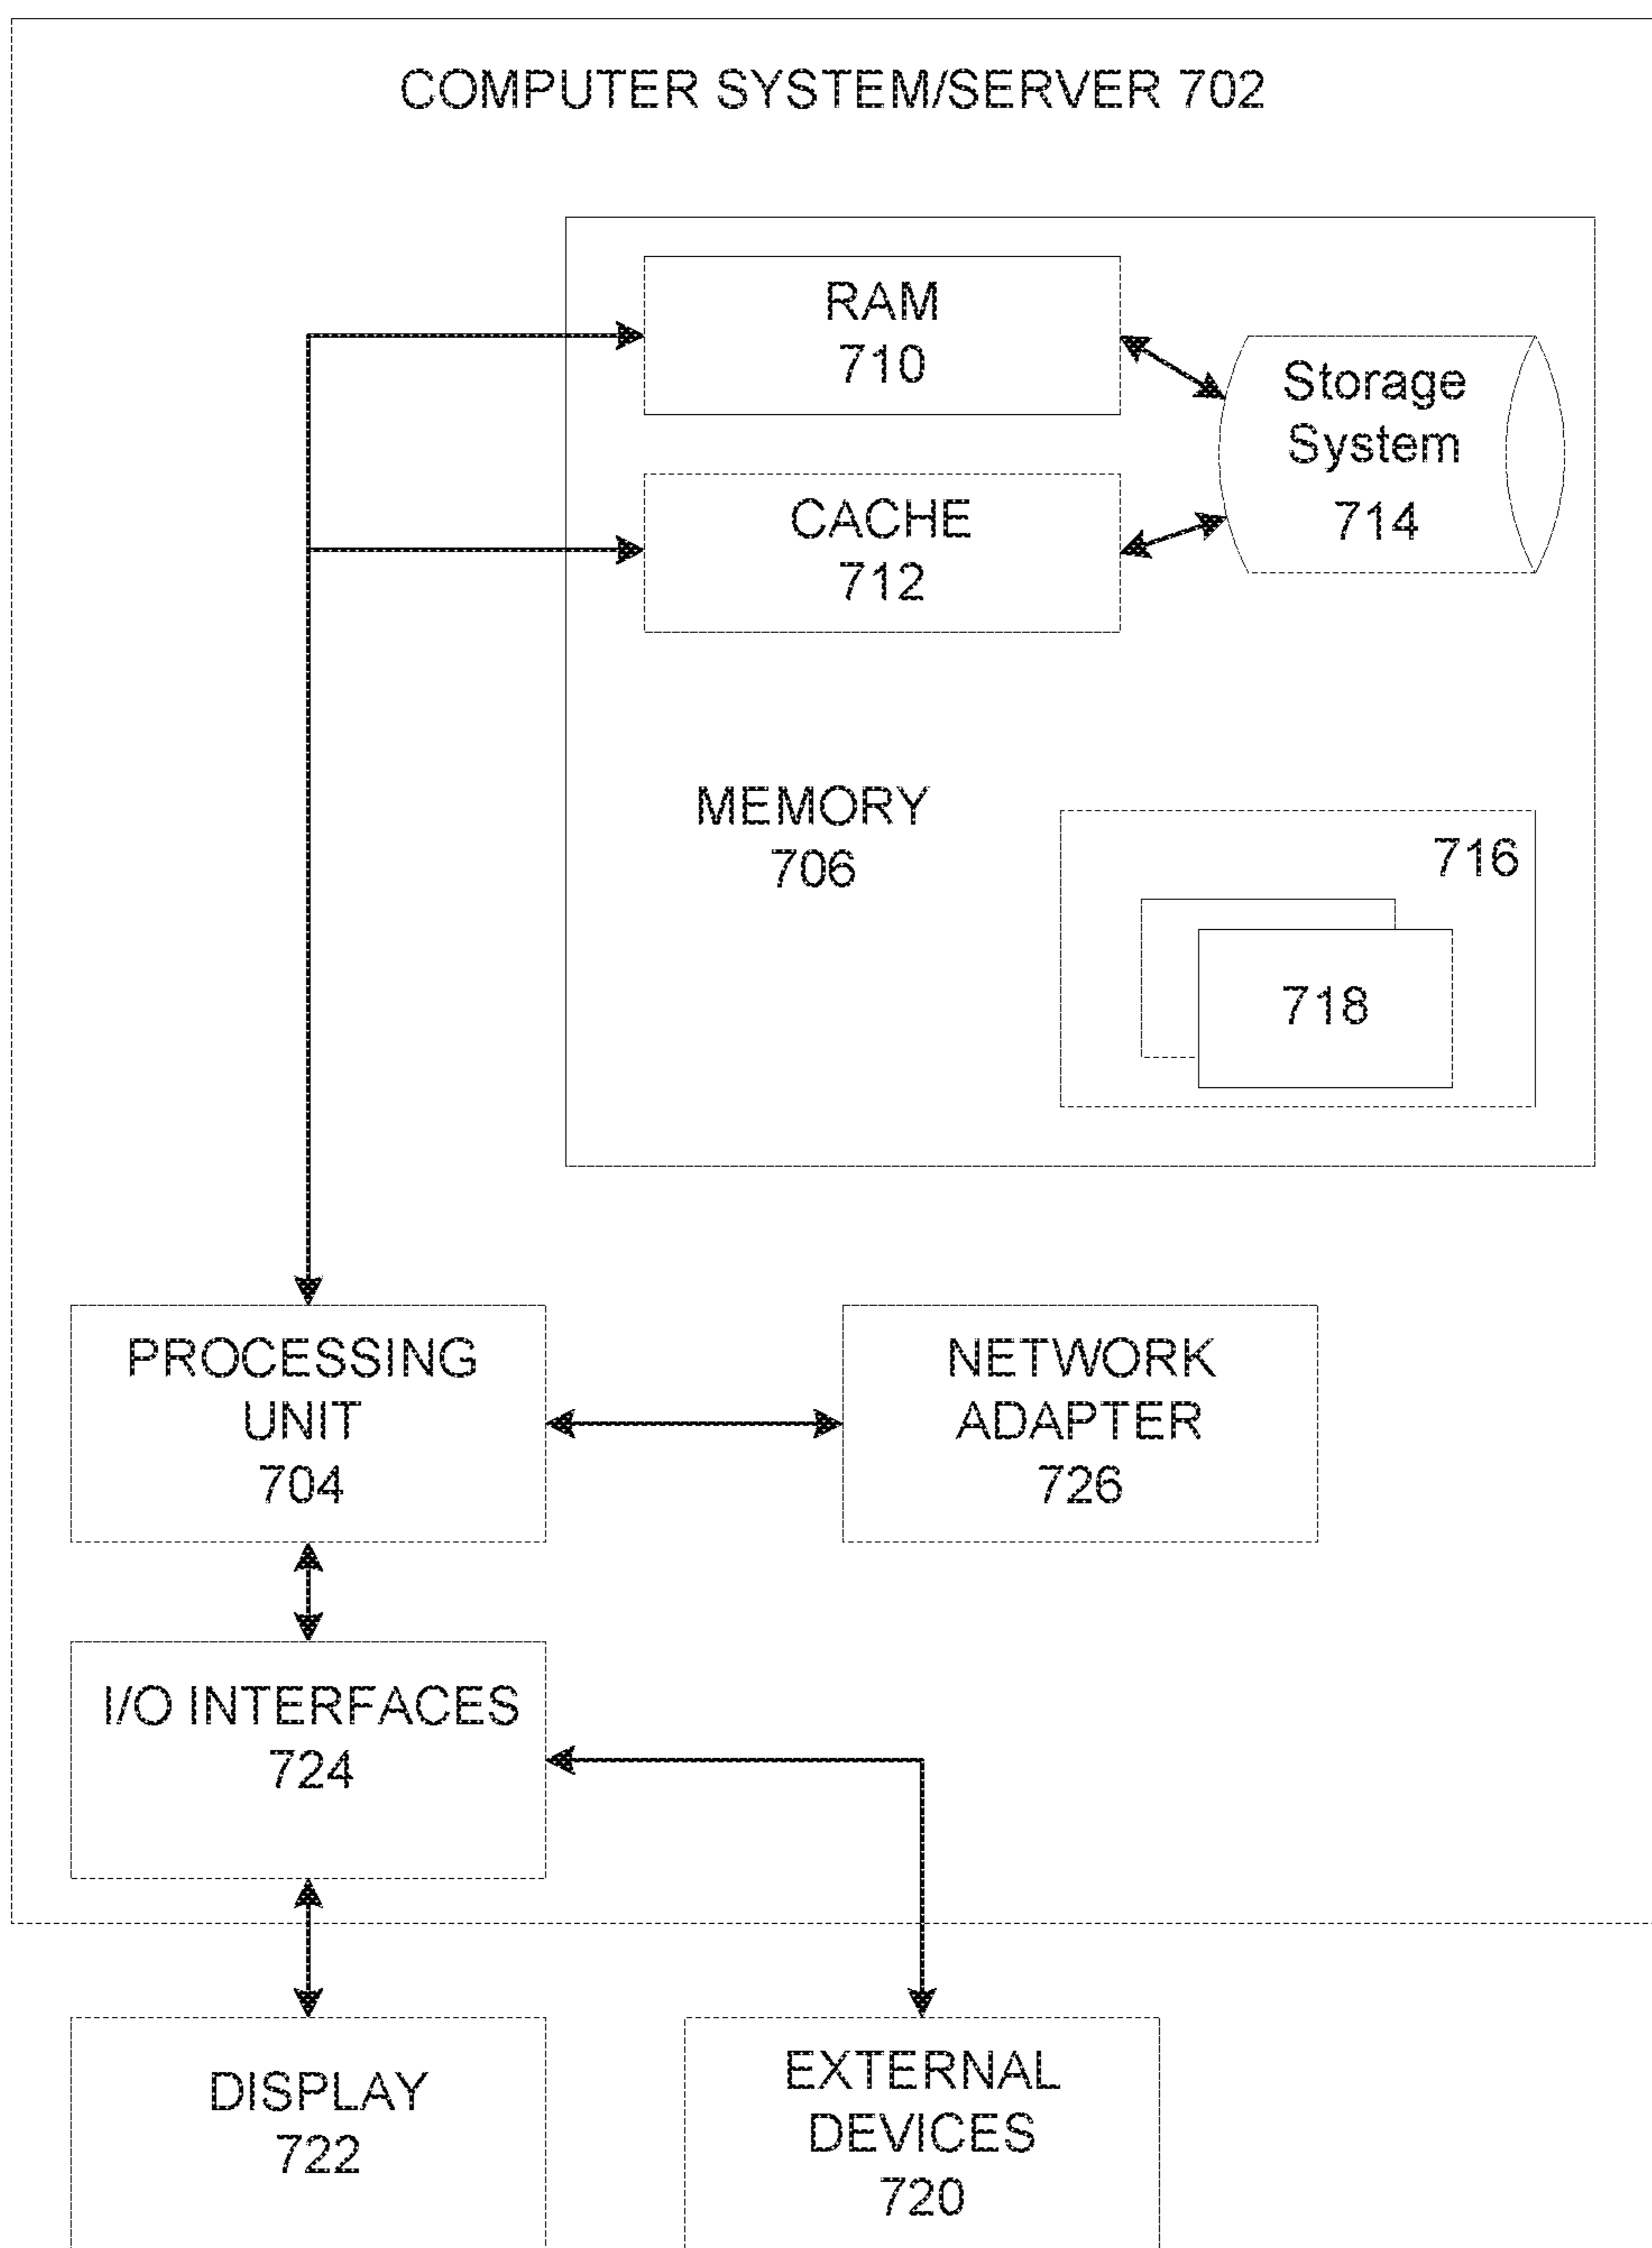 COMPUTER SYSTEM/SERVER 702
RAM
710
Storage
System
714
CACHE
712
MEMORY
706
716
718
PROCESSING
UNIT
704
NETWORK
ADAPTER
726
I/O INTERFACES
724
DISPLAY
722
EXTERNAL
DEVICES
720